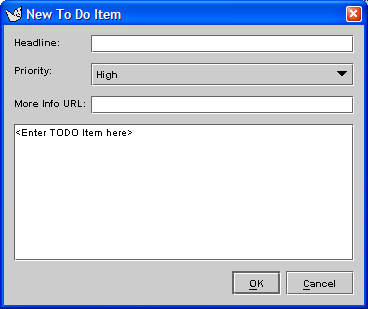 New To Do Item
Headline:
Priority: High
More Info URL:
<Enter TODO Item here>
OK Cancel